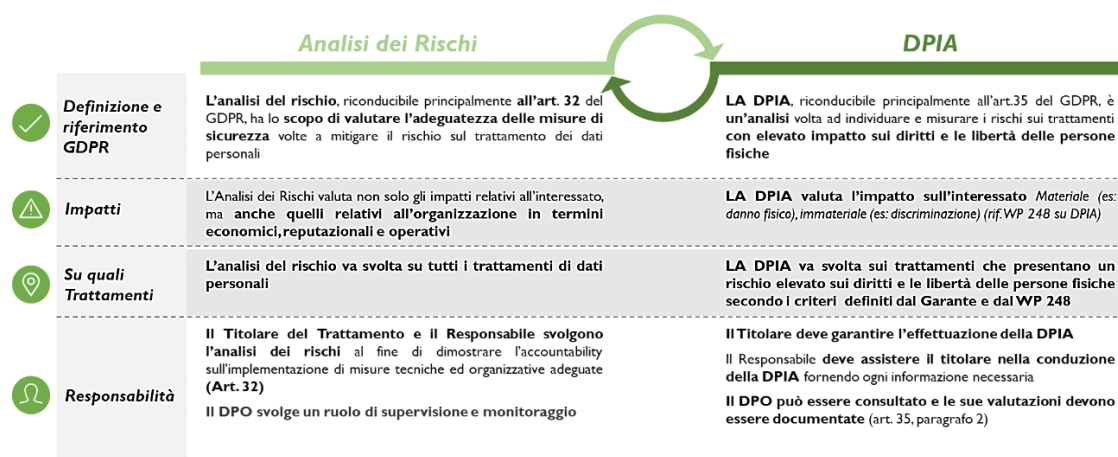 Analisi dei Rischi
DPIA
Definizione e
riferimento
GDPR
L'analisi del rischio, riconducibile principalmente all'art. 32 del
GDPR, ha lo scopo di valutare l'adeguatezza delle misure di
sicurezza volte a mitigare il rischio sul trattamento dei dati
personali
LA DPIA, riconducibile principalmente all'art.35 del GDPR, è
un'analisi volta ad individuare e misurare i rischi sui trattamenti
con elevato impatto sui diritti e le libertà delle persone
fisiche
Impatti
L'Analisi dei Rischi valuta non solo gli impatti relativi all'interessato,
ma anche quelli relativi all'organizzazione in termini
economici, reputazionali e operativi
LA DPIA valuta l'impatto sull'interessato Materiale (es:
danno fisico), immateriale (es: discriminazione) (rif. WP 248 su DPIA)
Su quali
Trattamenti
L'analisi del rischio va svolta su tutti i trattamenti di dati
personali
LA DPIA va svolta sui trattamenti che presentano un
rischio elevato sui diritti e le libertà delle persone fisiche
secondo i criteri definiti dal Garante e dal WP 248
Responsabilità
Il Titolare del Trattamento e il Responsabile svolgono
l'analisi dei rischi al fine di dimostrare l'accountability
sull'implementazione di misure tecniche ed organizzative adeguate
(Art. 32)
Il DPO svolge un ruolo di supervisione e monitoraggio
Il Titolare deve garantire l'effettuazione della DPIA
Il Responsabile deve assistere il titolare nella conduzione
della DPIA fornendo ogni informazione necessaria
Il DPO può essere consultato e le sue valutazioni devono
essere documentate (art. 35, paragrafo 2)